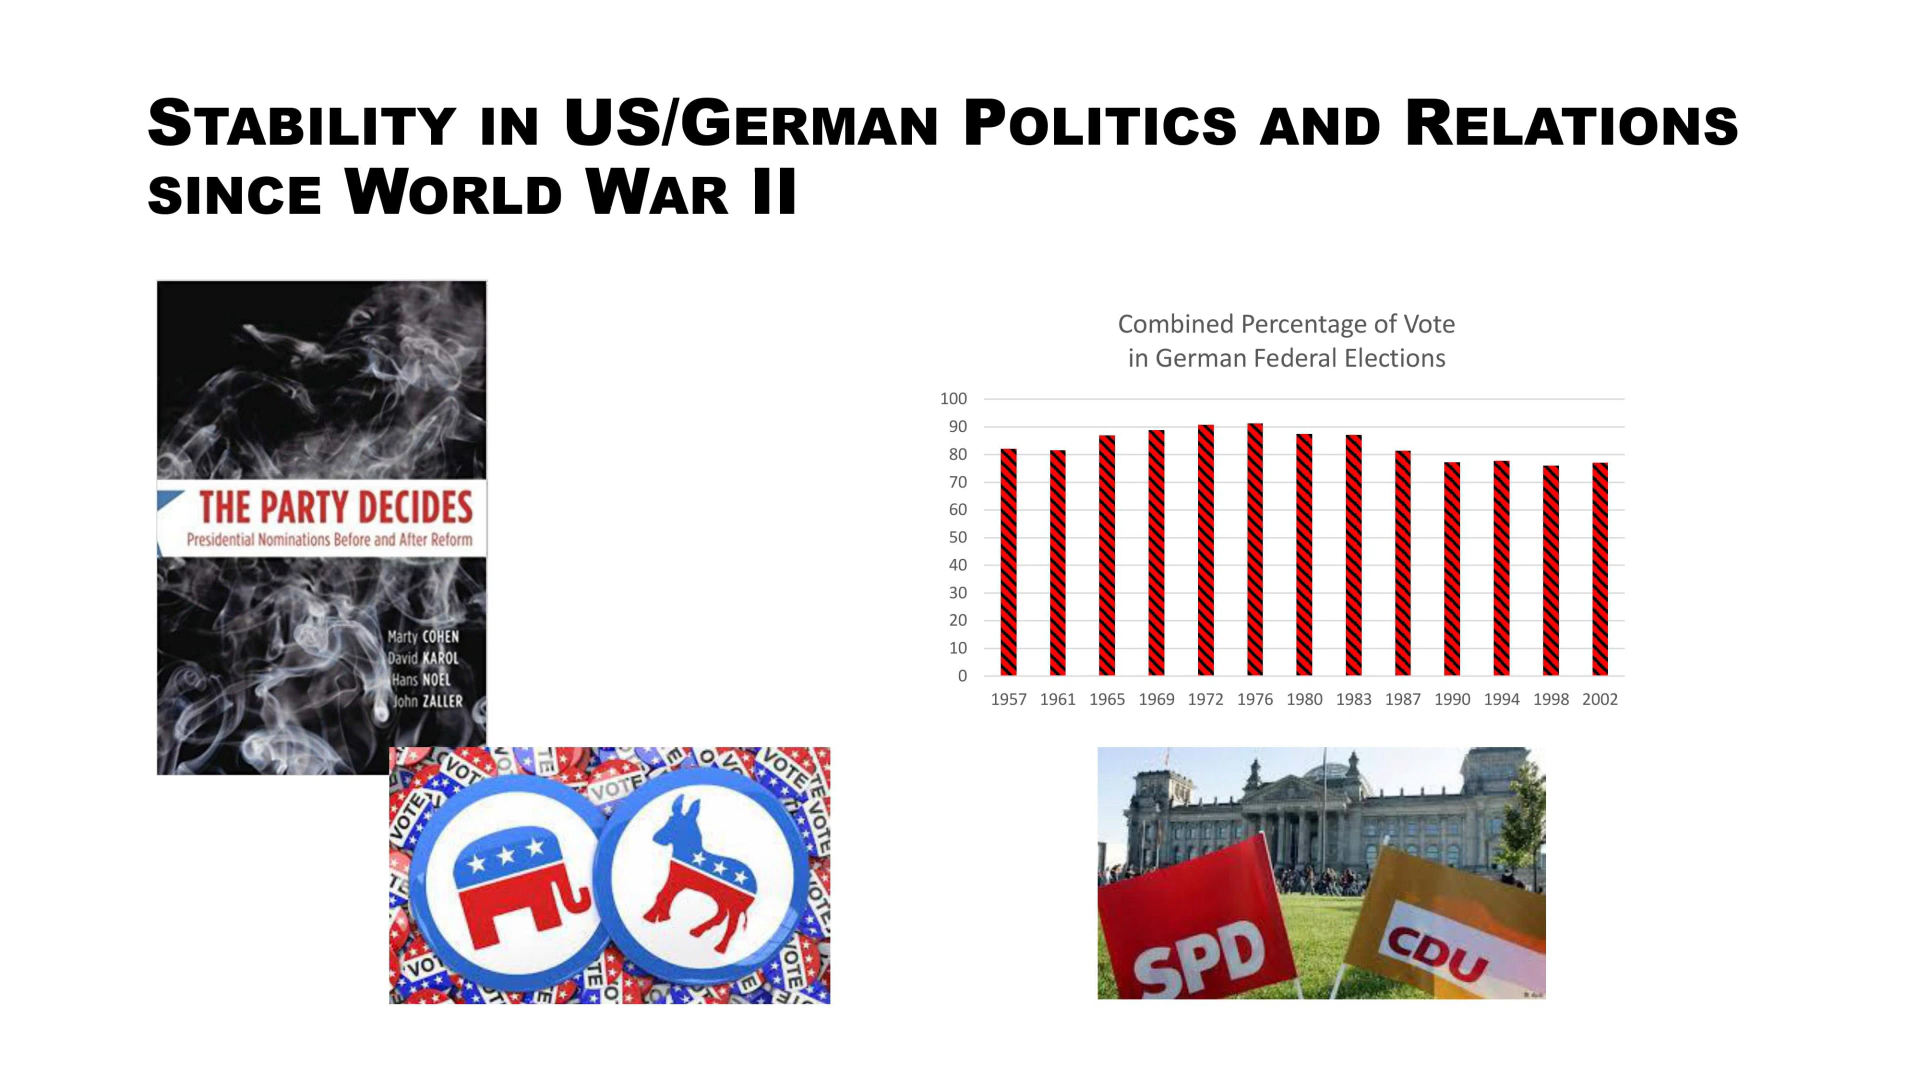 STABILITY IN US/GERMAN POLITICS AND RELATIONS
SINCE WORLD WAR II
THE PARTY DECIDES
Presidential Nominations Before and After Reform
Marty COHEN
David KAROL
Hans NOEL
John ZALLER
Combined Percentage of Vote
in German Federal Elections
100
90
80
70
60
50
40
30
20
10
0
1957 1961 1965 1969 1972 1976 1980 1983 1987 1990 1994 1998 2002
VOTE
VOTE
VOTE
VOTE
VOTE
SPD
CDU